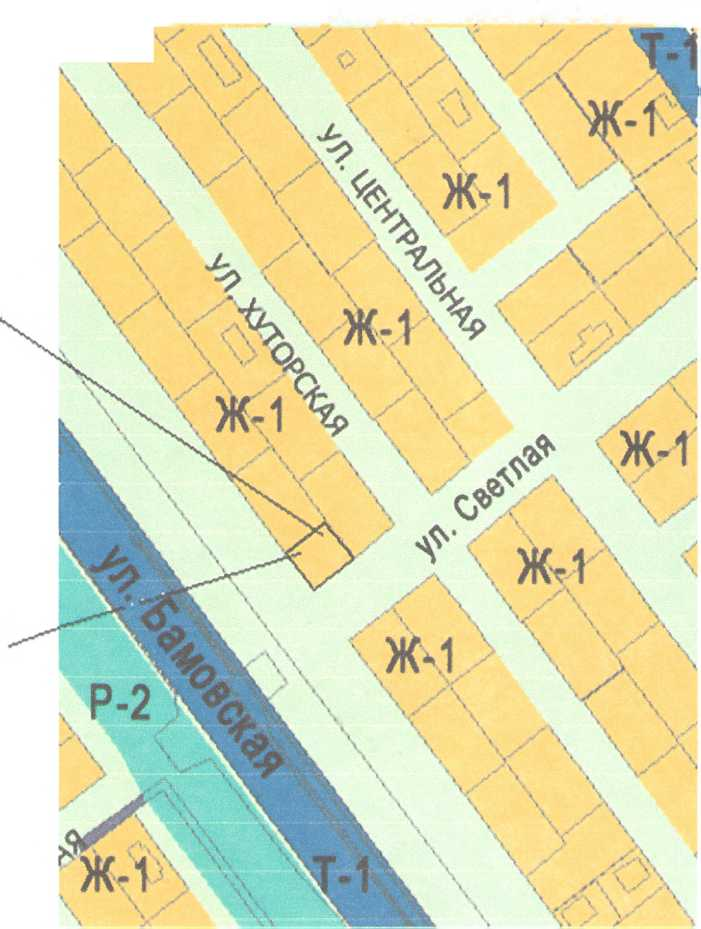 Т-1
Ж-1
ул. ЦЕНТРАЛЬНАЯ
Ж-1
ул. ХУТОРСКАЯ
Ж-1
Ж-1
Ж-1
ул. Светлая
Ж-1
ул. Бамовская
Ж-1
Р-2
Ж-1
Т-1